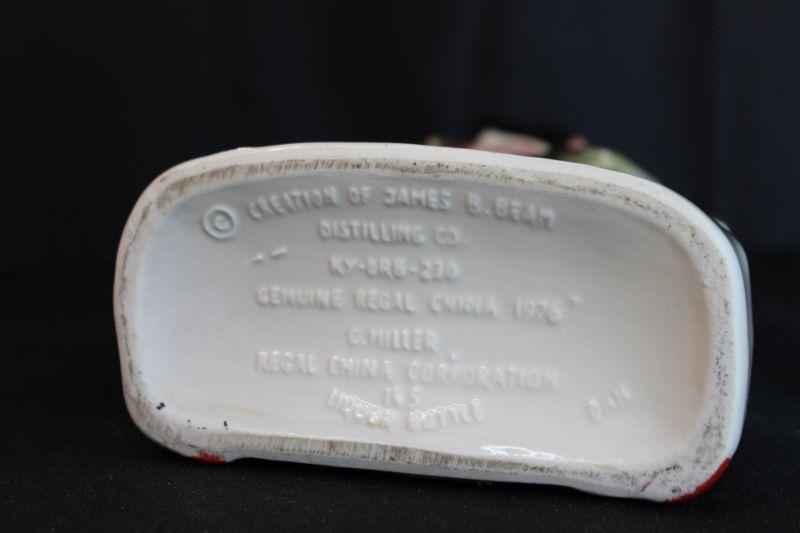 © CREATION OF JAMES B. BEAM
DISTILLING CO.
KY-DRB-230
GENUINE REGAL CHINA 1976
C. MILLER
REGAL CHINA CORPORATION
145
LIQUOR BOTTLE